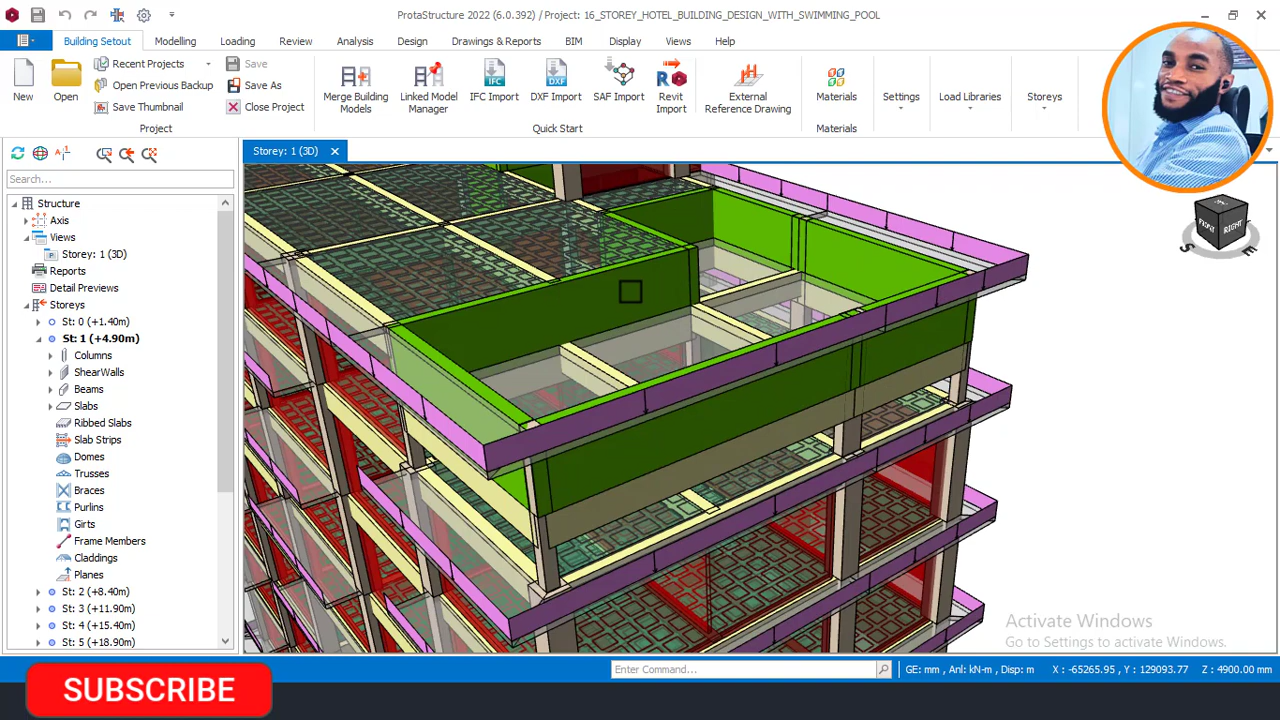 ProtaStructure 2022 (6.0.392) / Project: 16_STOREY_HOTEL_BUILDING_DESIGN_WITH_SWIMMING_POOL
Building Setout Modelling Loading Review Analysis Design Drawings & Reports BIM Display Views Help
New
Open
Recent Projects
Open Previous Backup
Save Thumbnail
Save
Save As
Close Project
Project
Merge Building
Models
Linked Model
Manager
IFC Import
DXF Import
SAF Import
Revit
Import
External
Reference Drawing
Quick Start
Materials
Materials
Settings
Load Libraries
Storeys
Storey: 1 (3D)
Search...
Structure
Axis
Views
Storey: 1 (3D)
Reports
Detail Previews
Storeys
St: 0 (+1.40m)
St: 1 (+4.90m)
Columns
ShearWalls
Beams
Slabs
Ribbed Slabs
Slab Strips
Domes
Trusses
Braces
Purlins
Girts
Frame Members
Claddings
Planes
St: 2 (+8.40m)
St: 3 (+11.90m)
St: 4 (+15.40m)
St: 5 (+18.90m)
FRONT RIGHT
S E
Activate Windows
Go to Settings to activate Windows.
Enter Command...
GE: mm , Anl: kN-m , Disp: m X : -65265.95 , Y : 129093.77 Z : 4900.00 mm
SUBSCRIBE